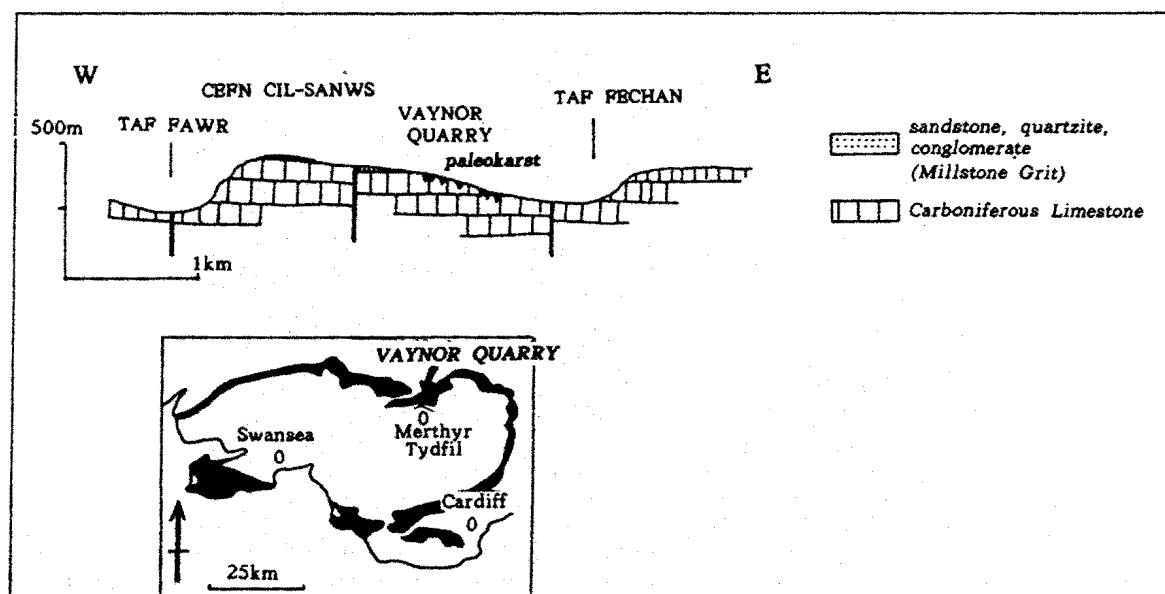 W
E
CEFN CIL-SANWS
TAF FECHAN
VAYNOR
QUARRY
TAF FAWR
500m
paleokarst
1km
sandstone, quartzite,
conglomerate
(Millstone Grit)
Carboniferous Limestone
VAYNOR QUARRY
Swansea
Merthyr
Tydfil
Cardiff
25km